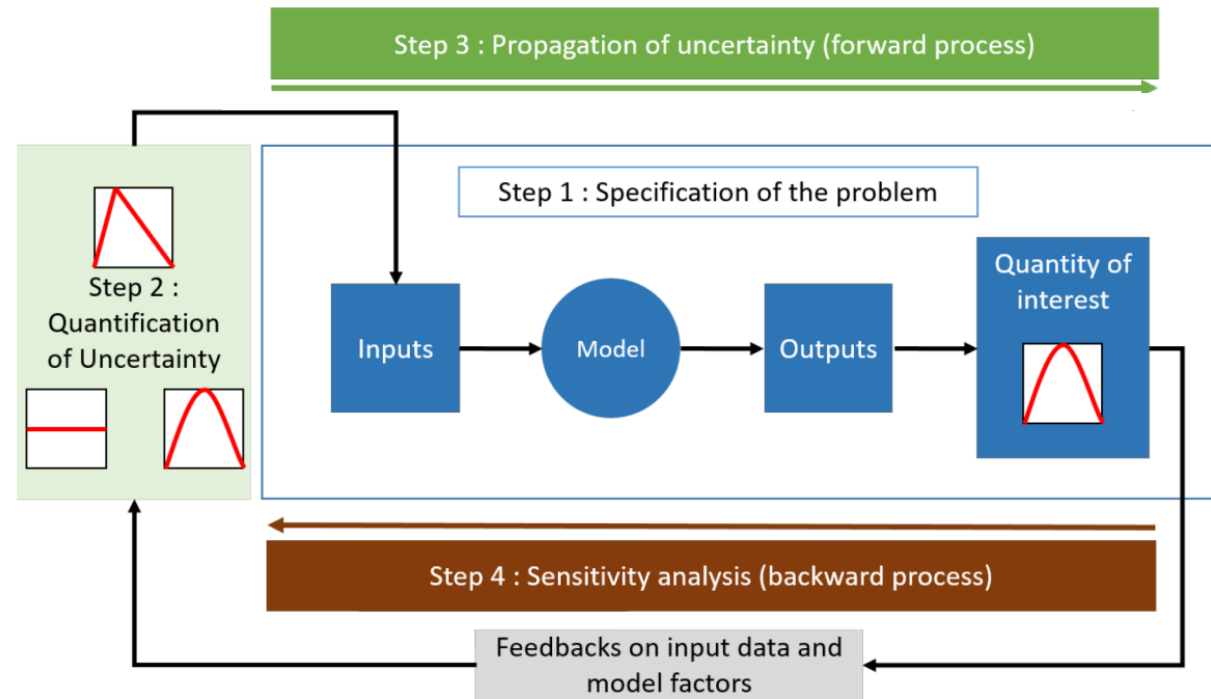 Step 3 : Propagation of uncertainty (forward process)
Step 1 : Specification of the problem
Step 2 :
Quantification
of Uncertainty
Inputs
Model
Outputs
Quantity of
interest
Step 4 : Sensitivity analysis (backward process)
Feedbacks on input data and
model factors